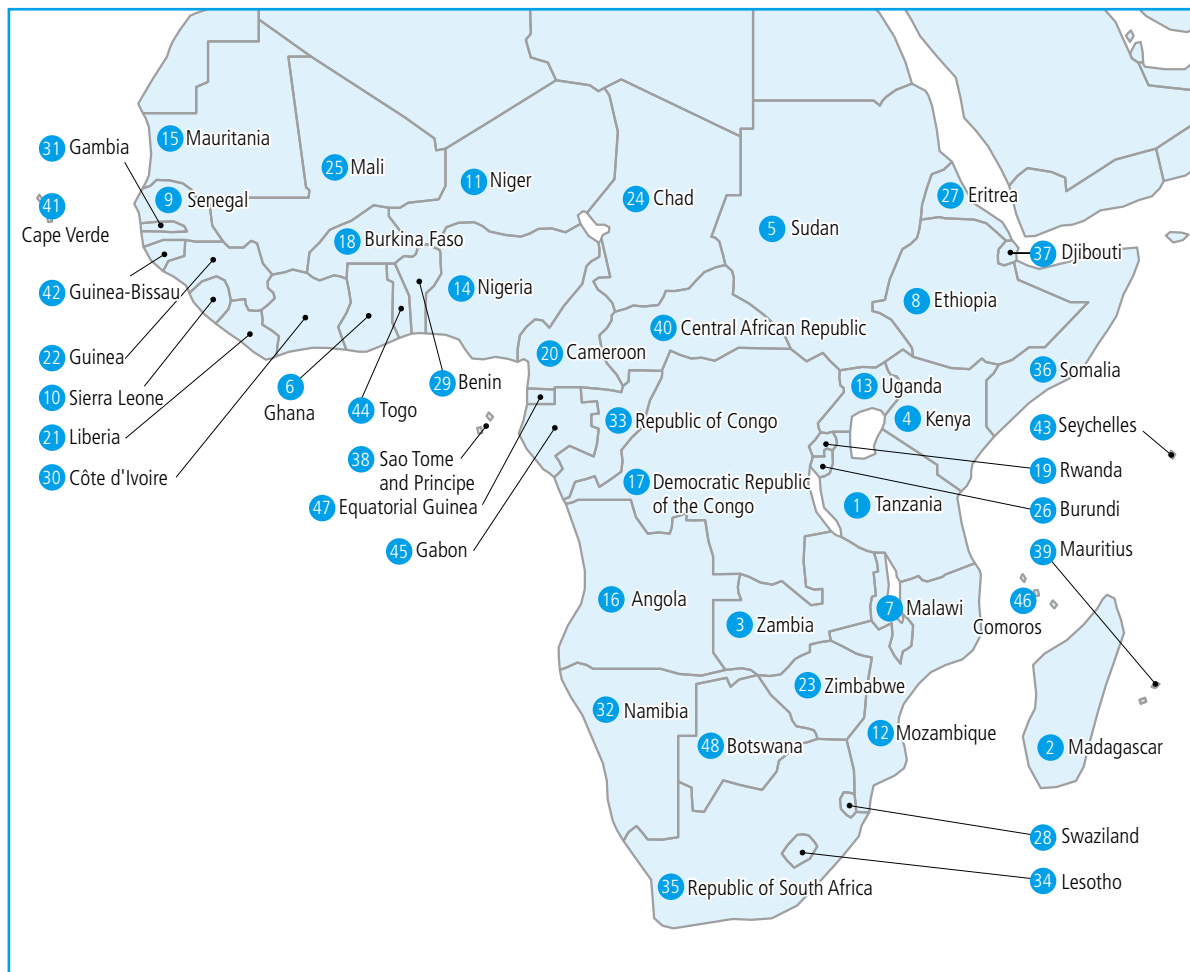 15 Mauritania
31 Gambia
25 Mali
11 Niger
9 Senegal
24 Chad
27 Eritrea
41
Cape Verde
5 Sudan
18 Burkina Faso
37 Djibouti
42 Guinea-Bissau
14 Nigeria
8 Ethiopia
40 Central African Republic
22 Guinea
20 Cameroon
36 Somalia
10 Sierra Leone
6
Ghana
29 Benin
13 Uganda
44 Togo
33 Republic of Congo
4 Kenya
43 Seychelles
21 Liberia
38 Sao Tome
and Principe
19 Rwanda
30 Côte d'Ivoire
17 Democratic Republic
of the Congo
47 Equatorial Guinea
1 Tanzania
26 Burundi
45 Gabon
39 Mauritius
16 Angola
7 Malawi
46
Comoros
3 Zambia
23 Zimbabwe
32 Namibia
12 Mozambique
48 Botswana
2 Madagascar
28 Swaziland
35 Republic of South Africa
34 Lesotho